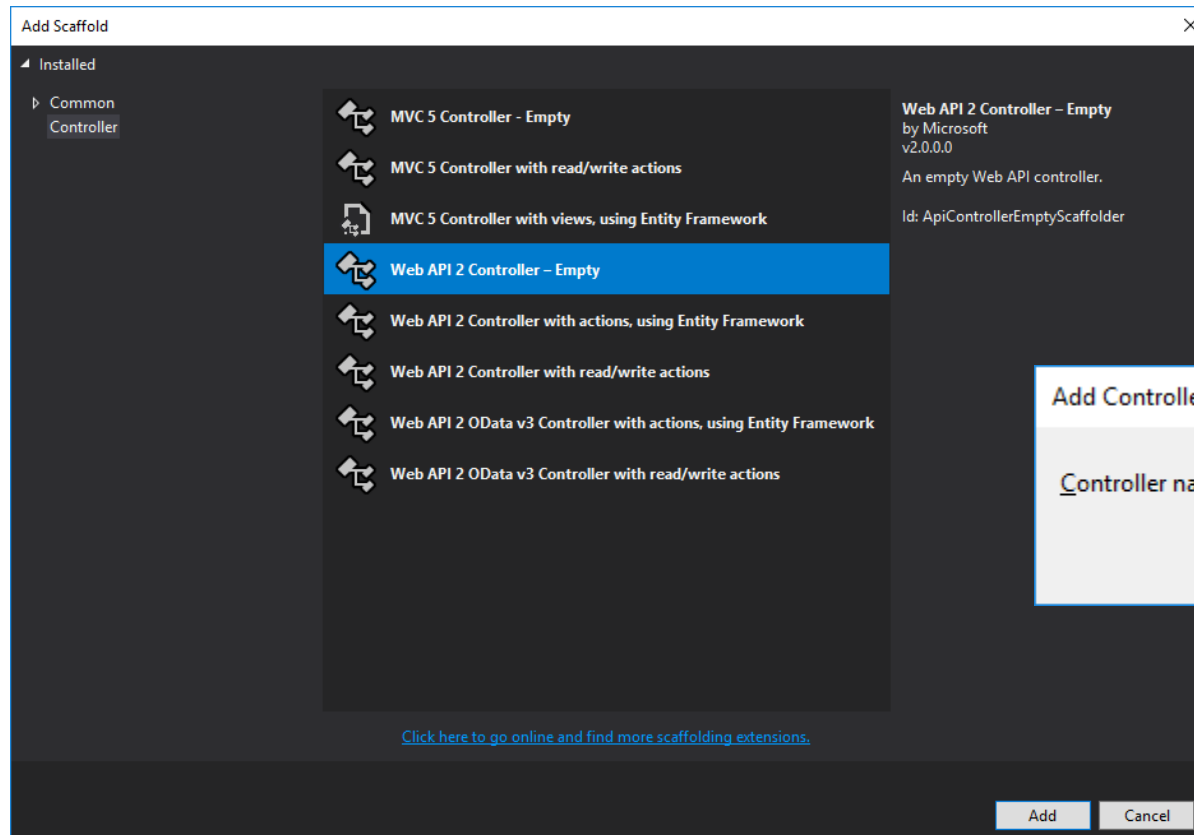 Add Scaffold
Installed
Common
Controller
MVC 5 Controller - Empty
MVC 5 Controller with read/write actions
MVC 5 Controller with views, using Entity Framework
Web API 2 Controller – Empty
Web API 2 Controller with actions, using Entity Framework
Web API 2 Controller with read/write actions
Web API 2 OData v3 Controller with actions, using Entity Framework
Web API 2 OData v3 Controller with read/write actions
Click here to go online and find more scaffolding extensions.
Web API 2 Controller – Empty
by Microsoft
v2.0.0.0
An empty Web API controller.
Id: ApiControllerEmptyScaffolder
Add
Controller
Add Cancel